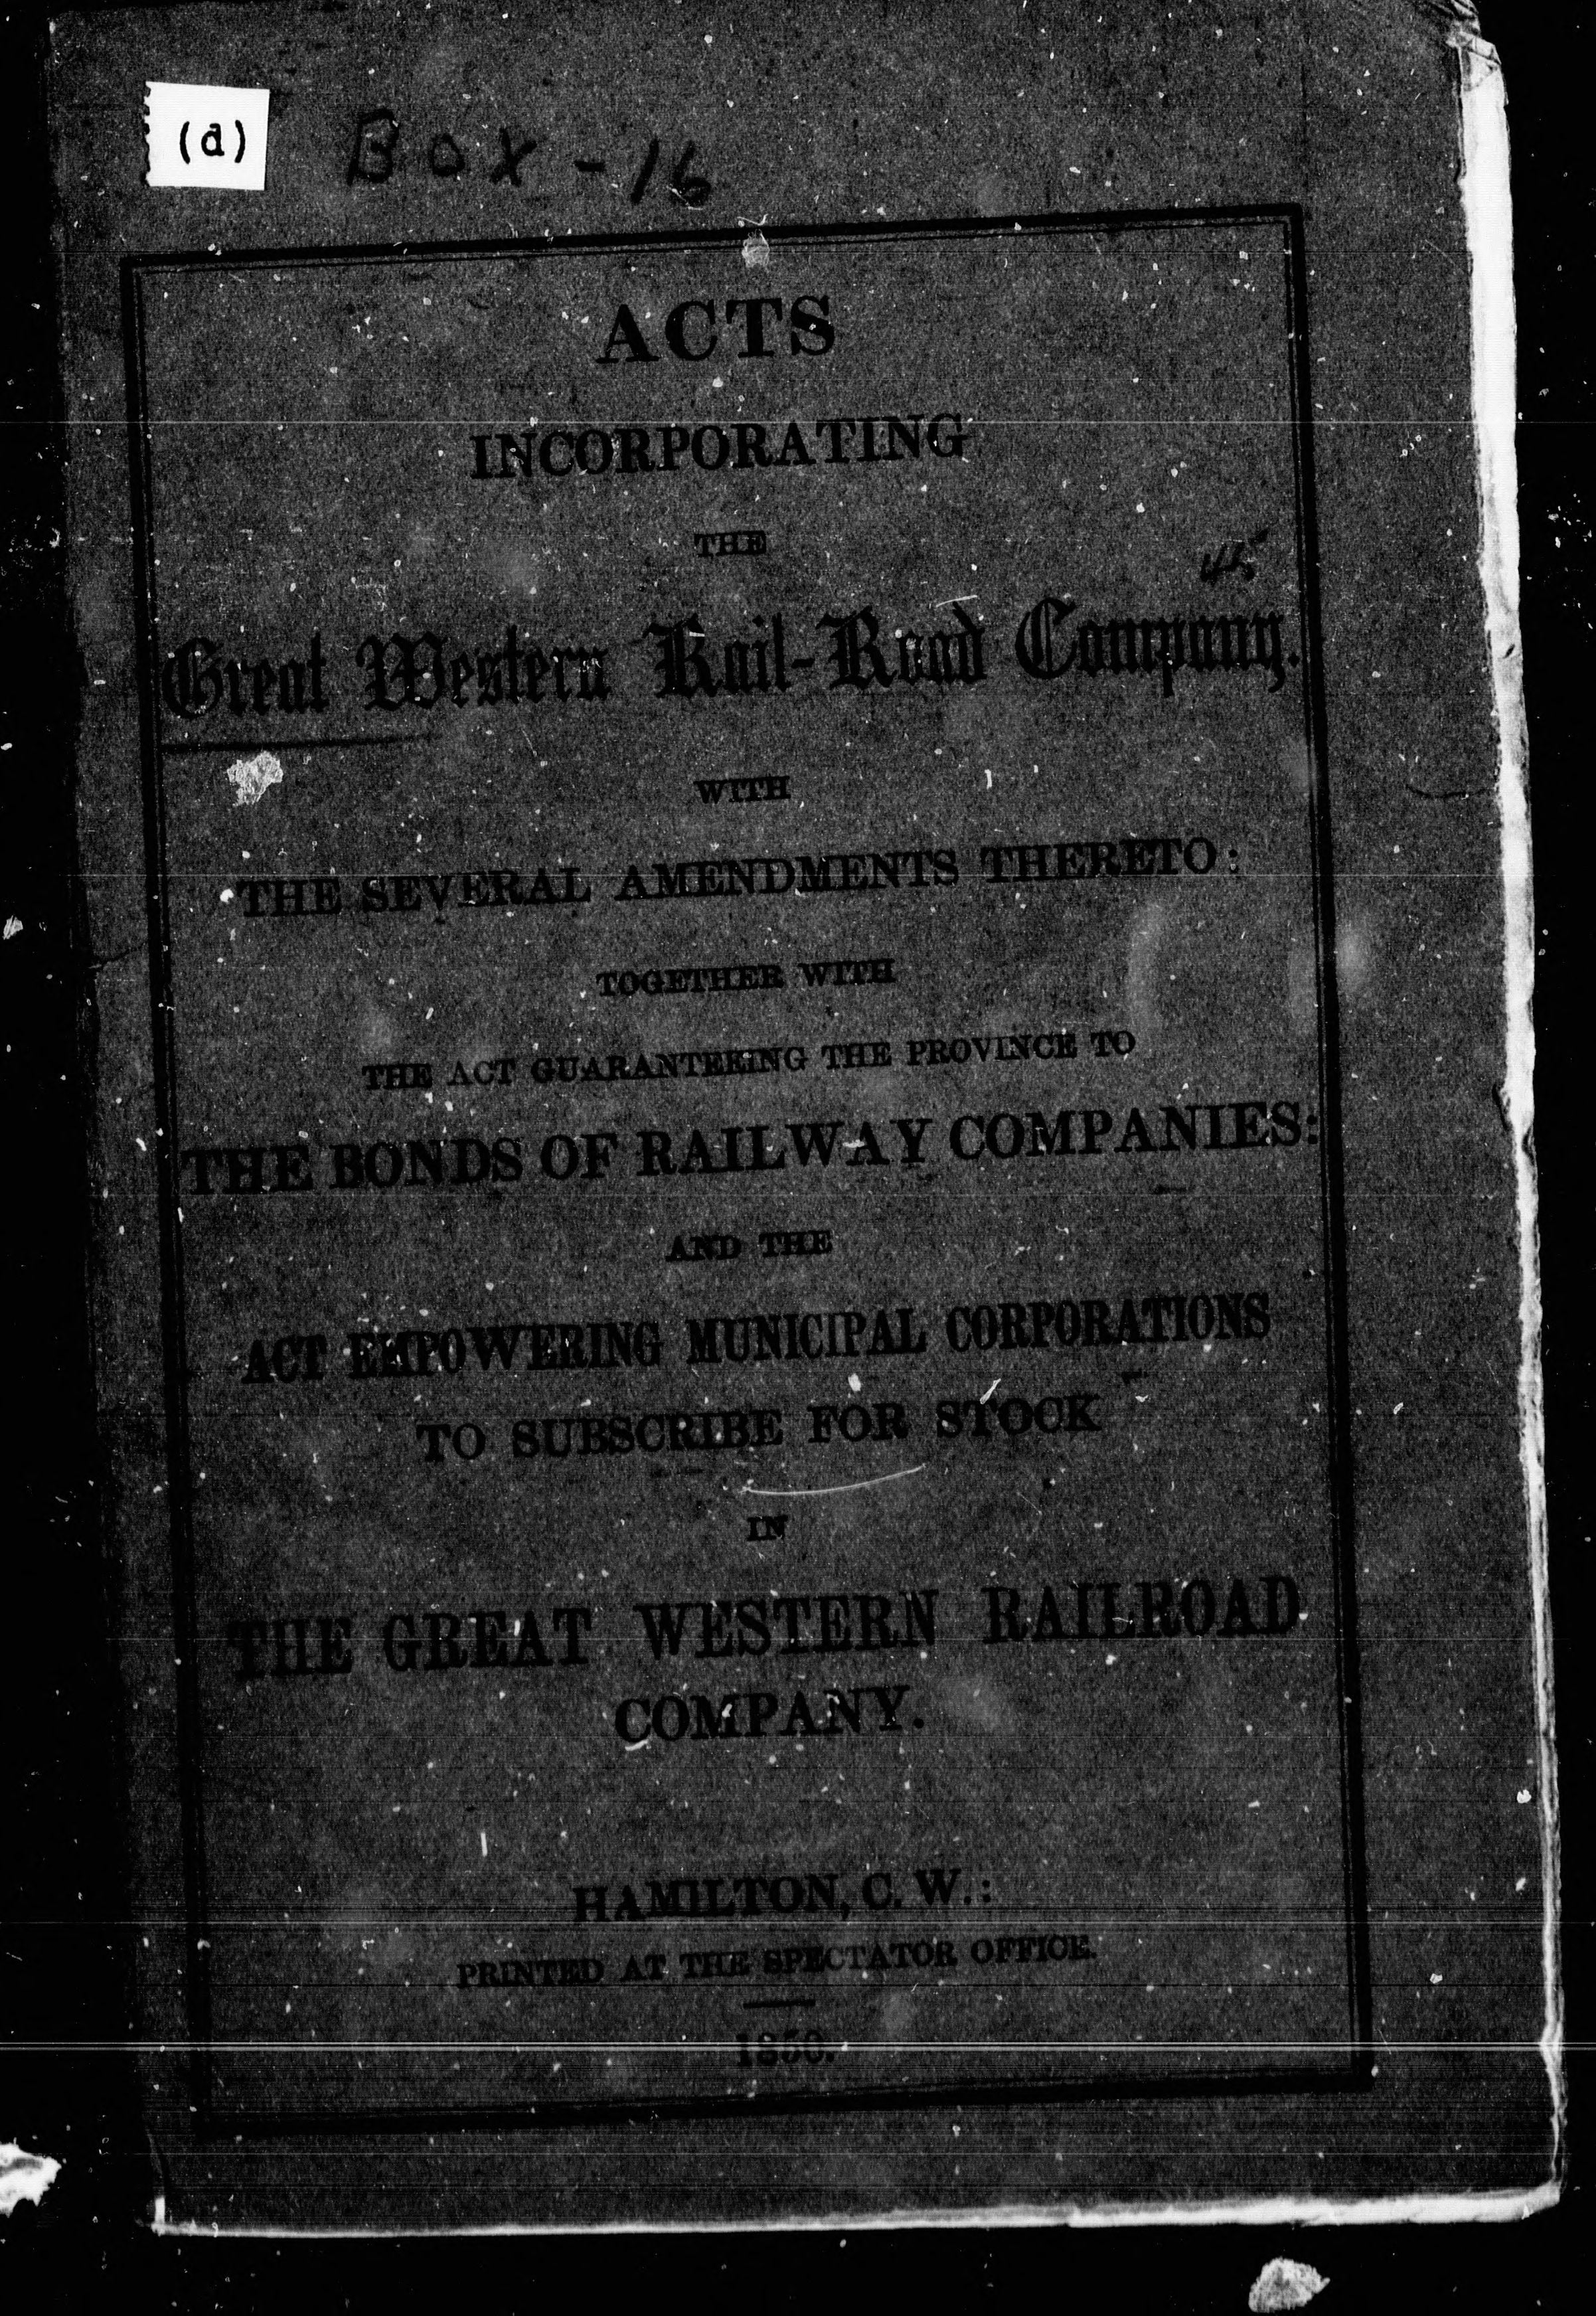 (d)
BOX-16
ACTS
INCORPORATING
THE
45
Great Western Rail-Road Company.
WITH
THE SEVERAL AMENDMENTS THERETO:
TOGETHER WITH
THE ACT GUARANTEEING THE PROVINCE TO
THE BONDS OF RAILWAY COMPANIES:
AND THE
ACT EMPOWERING MUNICIPAL CORPORATIONS
TO SUBSCRIBE FOR STOCK
IN
THE GREAT WESTERN RAILROAD
COMPANY.
HAMILTON, C. W.:
PRINTED AT THE SPECTATOR OFFICE.
1850.